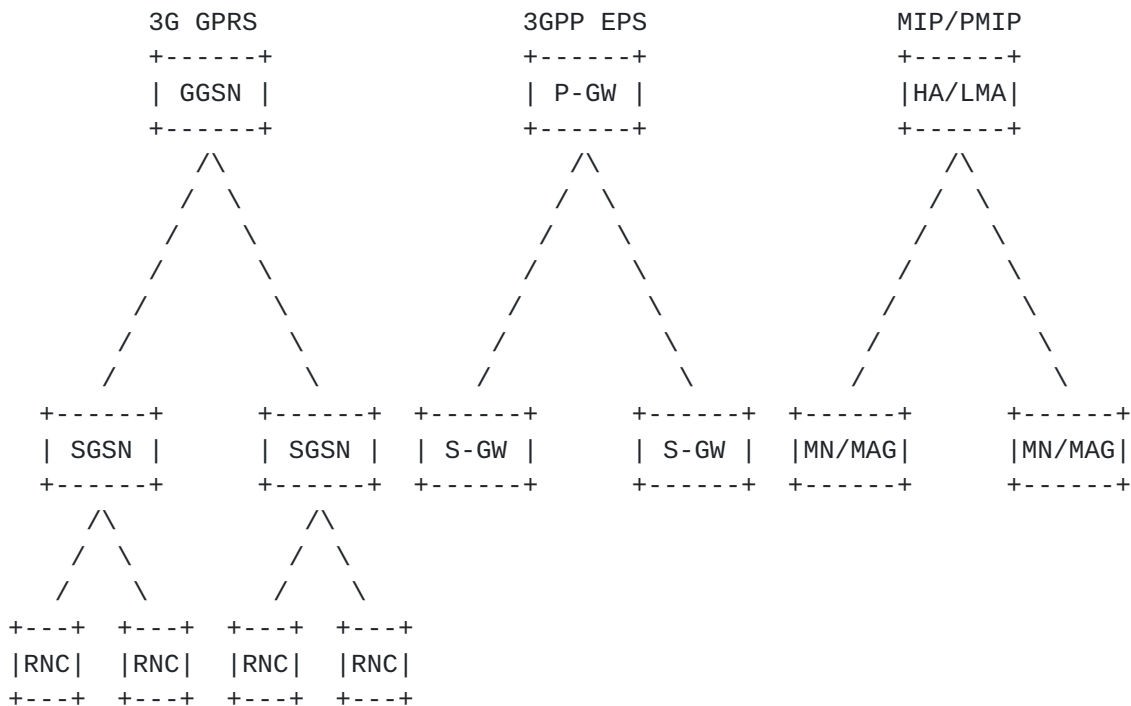 3G GPRS 3GPP EPS MIP/PMIP
GGSN P-GW HA/LMA
SGSN SGSN S-GW S-GW MN/MAG MN/MAG
RNC RNC RNC RNC